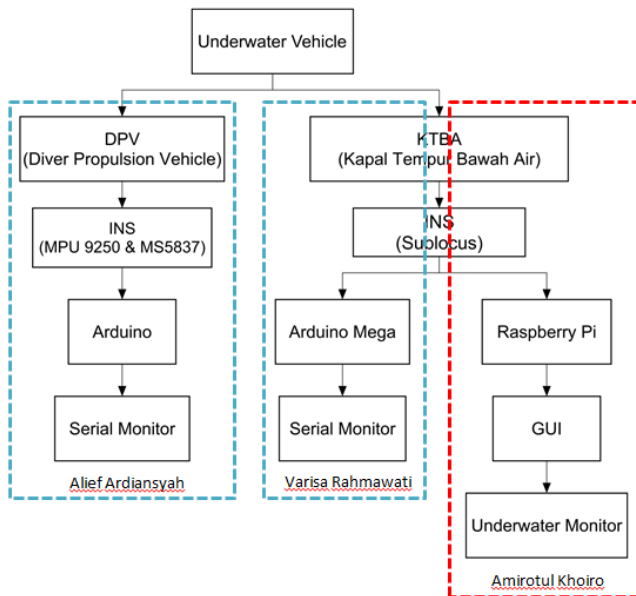 Underwater Vehicle
DPV
(Diver Propulsion Vehicle)
KTBA
(Kapal Tempur Bawah Air)
INS
(MPU 9250 & MS5837)
INS
(Sublocus)
Arduino
Arduino Mega
Raspberry Pi
Serial Monitor
Serial Monitor
GUI
Underwater Monitor
Alief Ardiansyah
Varisa Rahmawati
Amirotul Khoiro